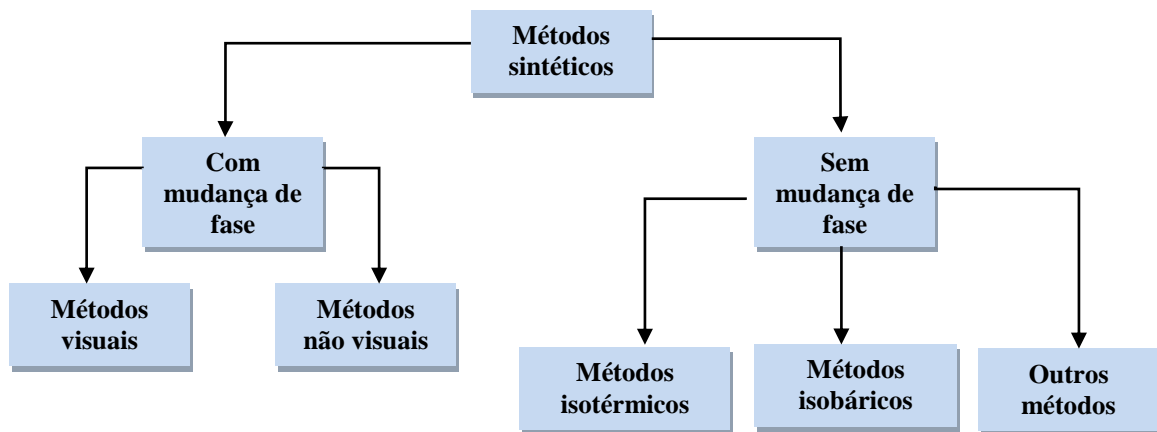 Métodos
sintéticos
Com
mudança de
fase
Sem
mudança de
fase
Métodos
visuais
Métodos
não visuais
Métodos
isotérmicos
Métodos
isobáricos
Outros
métodos